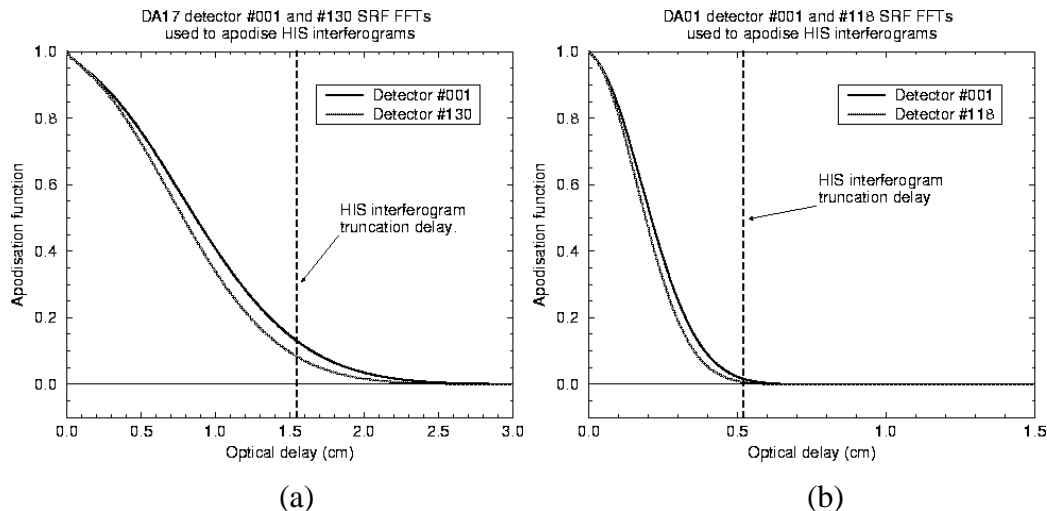 DA17 detector #001 and #130 SRF FFTs
used to apodise HIS interferograms
1.0
0.8
0.6
0.4
0.2
0.0
Apodisation function
Detector #001
Detector #130
HIS interferogram
truncation delay.
0.0
0.5
1.0
1.5
2.0
2.5
3.0
Optical delay (cm)
(a)
DA01 detector #001 and #118 SRF FFTs
used to apodise HIS interferograms
1.0
0.8
0.6
0.4
0.2
0.0
Apodisation function
Detector #001
Detector #118
HIS interferogram
truncation delay
0.0
0.5
1.0
1.5
Optical delay (cm)
(b)